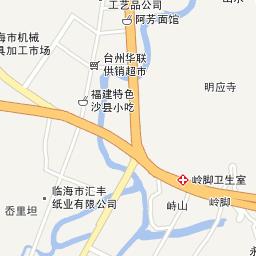 工艺品公司
阿芳面馆
海市机械
具加工市场
台州华联
供销超市
明应寺
福建特色
沙县小吃
岭脚卫生室
岭脚
峙山
临海市汇丰
纸业有限公司
岙里坦